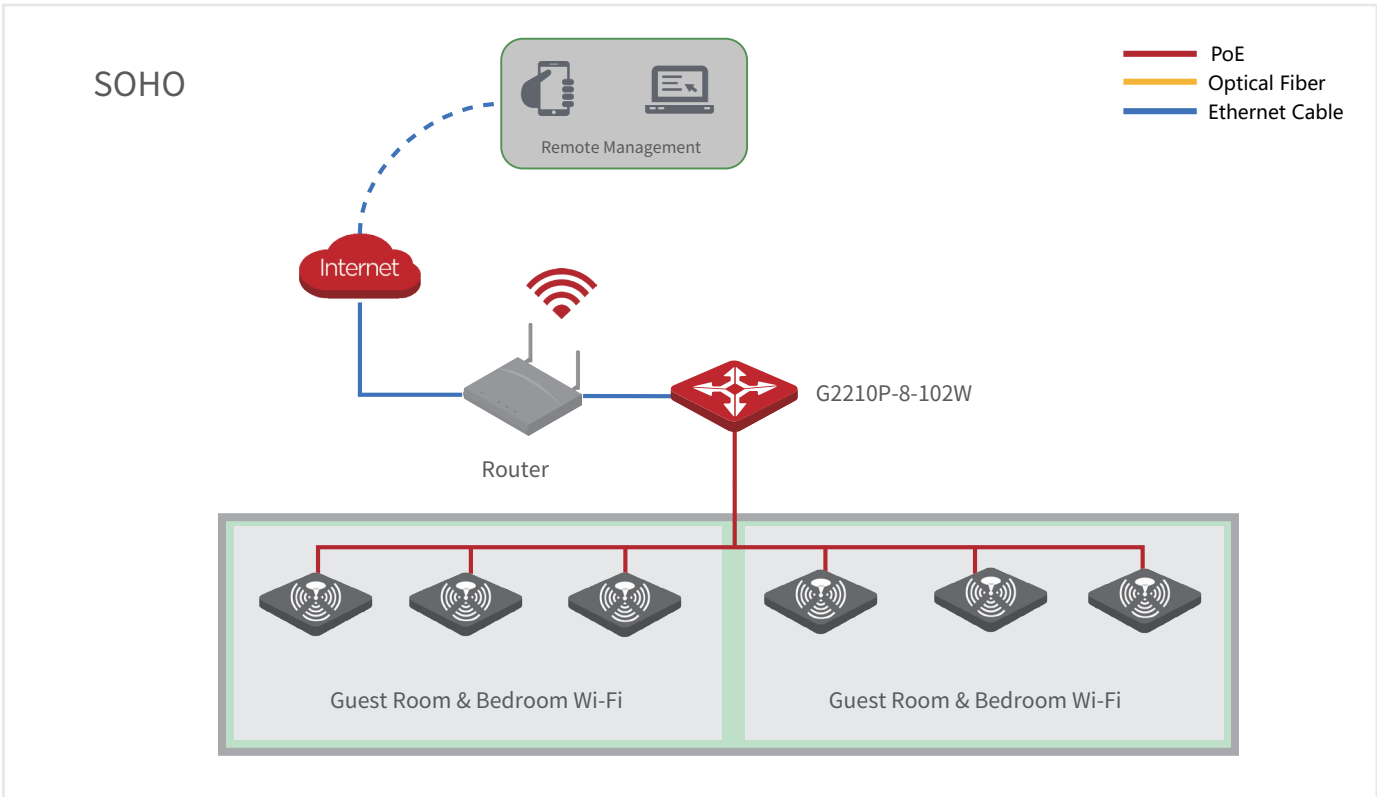 SOHO
PoE
Optical Fiber
Ethernet Cable
Remote Management
Internet
G2210P-8-102W
Router
Guest Room & Bedroom Wi-Fi
Guest Room & Bedroom Wi-Fi